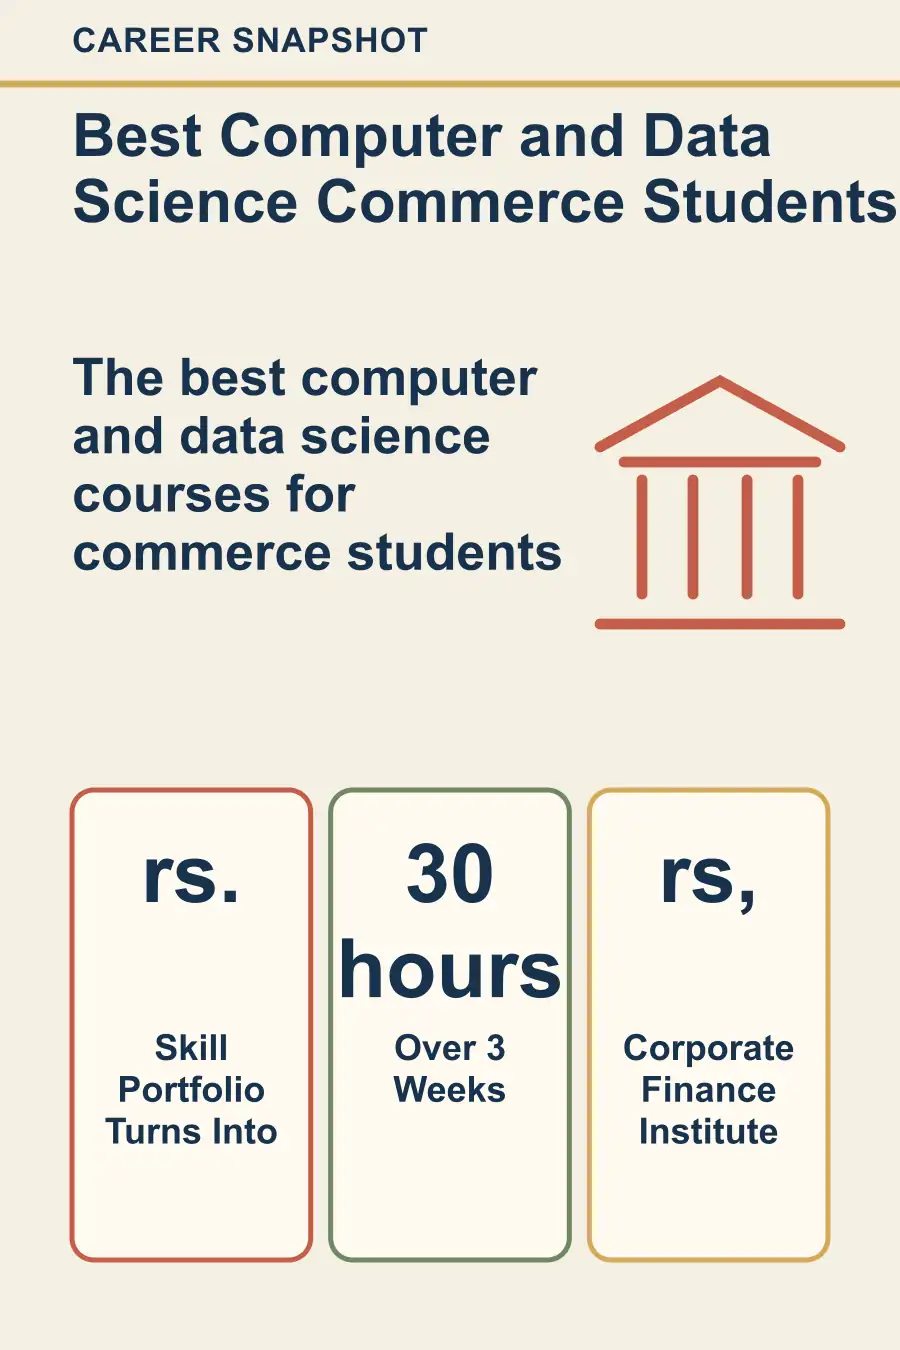 CAREER SNAPSHOT
Best Computer and Data
Science Commerce Students
The best computer
and data science
courses for
commerce students
rs.
Skill
Portfolio
Turns Into
30
hours
Over 3
Weeks
rs,
Corporate
Finance
Institute